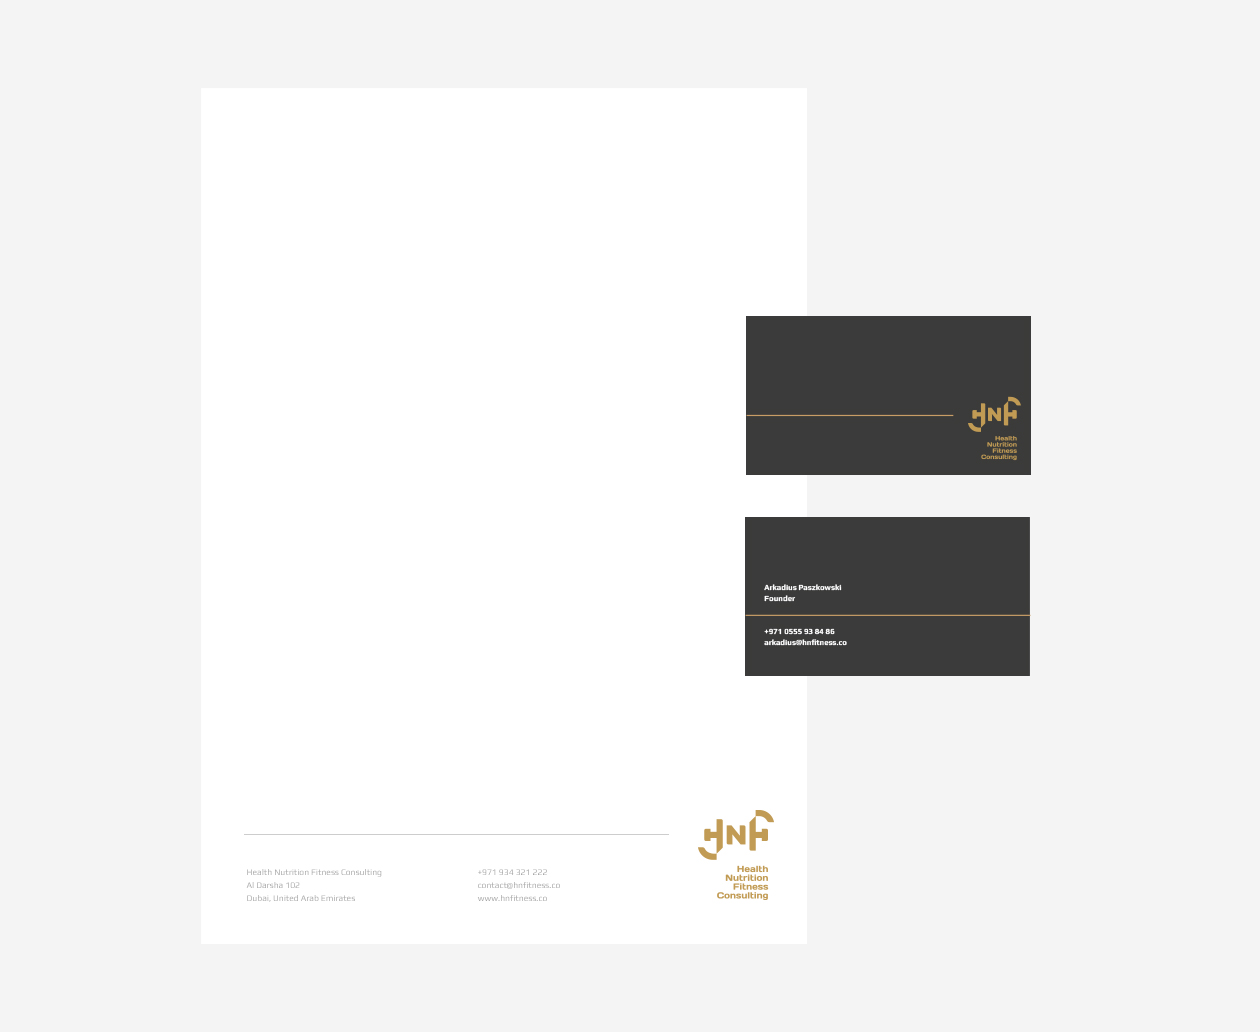 HNF
Health
Nutrition
Fitness
Consulting
Arkadius Paszkowski
Founder
+971 0555 93 84 86
arkadius@hnfitness.co
Health Nutrition Fitness Consulting
Al Darsha 102
Dubai, United Arab Emirates
+971 934 321 222
contact@hnfitness.co
www.hnfitness.co
HNF
Health
Nutrition
Fitness
Consulting